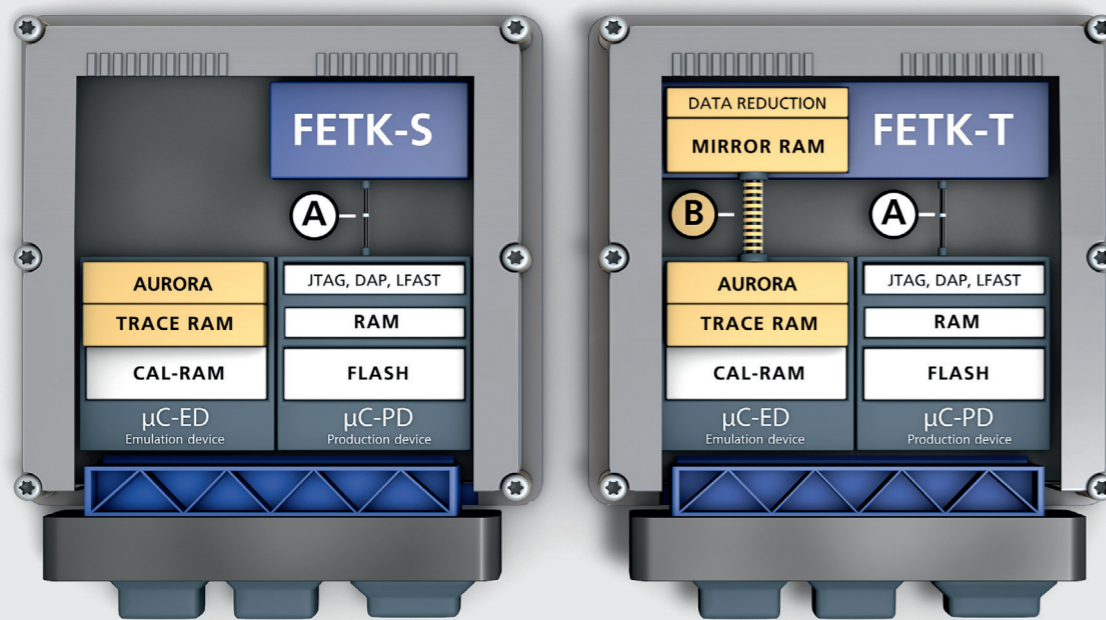 FETK-S
A
AURORA
TRACE RAM
CAL-RAM
µC-ED
Emulation device
JTAG, DAP, LFAST
RAM
FLASH
µC-PD
Production device
DATA REDUCTION
MIRROR RAM
FETK-T
B
A
AURORA
TRACE RAM
CAL-RAM
µC-ED
Emulation device
JTAG, DAP, LFAST
RAM
FLASH
µC-PD
Production device